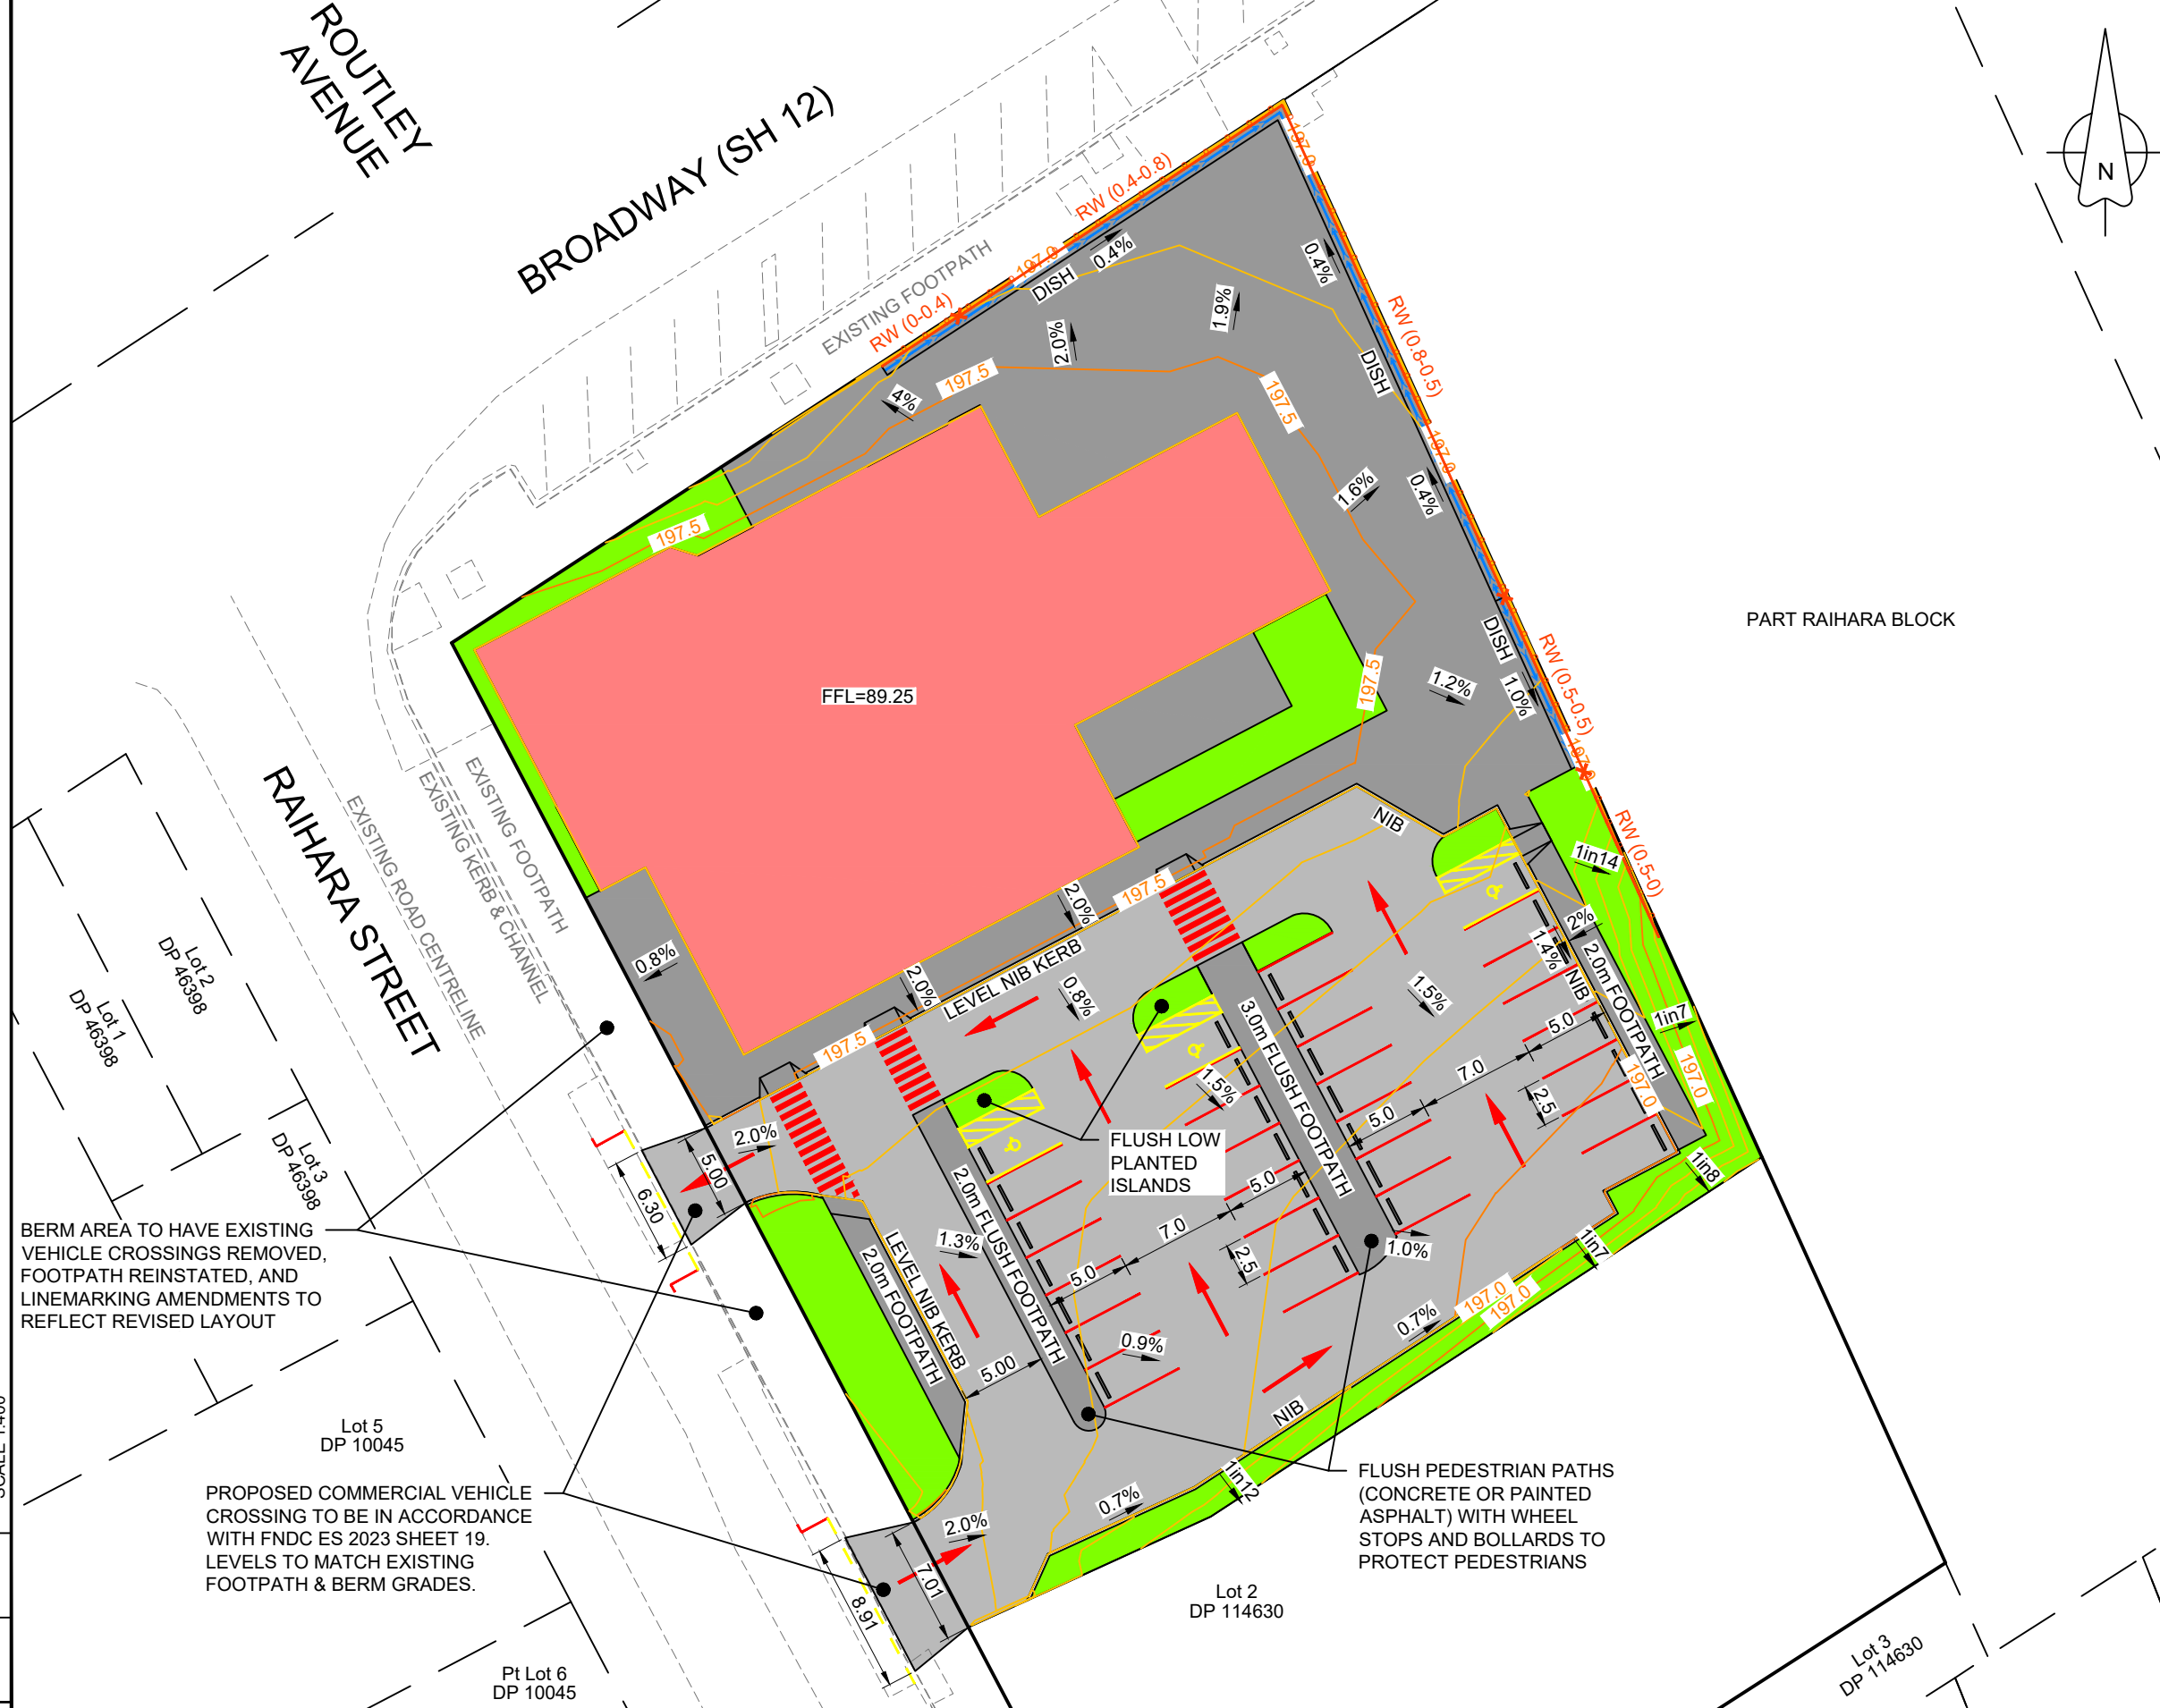 ROUTLEY
AVENUE
BROADWAY (SH 12)
N
RW (0.4-0.8)
197.0
197.0
EXISTING FOOTPATH
RW (0-0.4)
DISH
0.4%
0.4%
1.9%
2.0%
RW (0.8-0.5)
DISH
197.5
197.5
4%
197.0
1.6%
0.4%
197.5
PART RAIHARA BLOCK
DISH
RW (0.5-0.5)
FFL=89.25
197.5
1.2%
1.0%
197.0
RAIHARA STREET
EXISTING ROAD CENTRELINE
EXISTING KERB & CHANNEL
EXISTING FOOTPATH
NIB
RW (0.5-0)
1in14
2.0%
197.5
2%
1.4%
NIB
2.0m FOOTPATH
0.8%
2.0%
LEVEL NIB KERB
0.8%
1.5%
197.5
3.0m FLUSH FOOTPATH
5.0
1in7
7.0
197.0
197.0
1.5%
2.5
5.0
Lot 2
DP 46398
Lot 1
DP 46398
Lot 3
DP 46398
2.0%
5.00
6.30
FLUSH LOW
PLANTED
ISLANDS
2.0m FLUSH FOOTPATH
5.0
7.0
2.5
5.0
1in8
1.0%
1in7
BERM AREA TO HAVE EXISTING
VEHICLE CROSSINGS REMOVED,
FOOTPATH REINSTATED, AND
LINEMARKING AMENDMENTS TO
REFLECT REVISED LAYOUT
1.3%
LEVEL NIB KERB
2.0m FOOTPATH
0.9%
5.00
0.7%
197.0
197.0
NIB
Lot 5
DP 10045
PROPOSED COMMERCIAL VEHICLE
CROSSING TO BE IN ACCORDANCE
WITH FNDC ES 2023 SHEET 19.
LEVELS TO MATCH EXISTING
FOOTPATH & BERM GRADES.
0.7%
1in12
2.0%
7.01
8.91
FLUSH PEDESTRIAN PATHS
(CONCRETE OR PAINTED
ASPHALT) WITH WHEEL
STOPS AND BOLLARDS TO
PROTECT PEDESTRIANS
Lot 2
DP 114630
Lot 3
DP 114630
Pt Lot 6
DP 10045